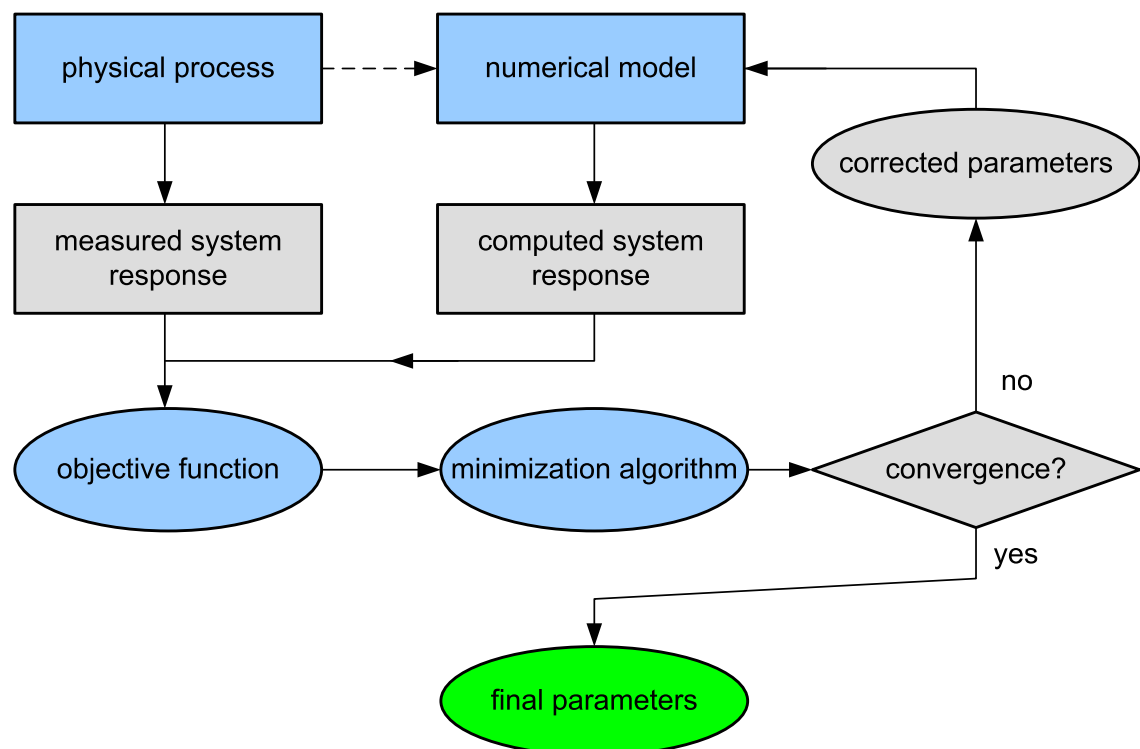 physical process
numerical model
corrected parameters
measured system
response
computed system
response
no
objective function
minimization algorithm
convergence?
yes
final parameters